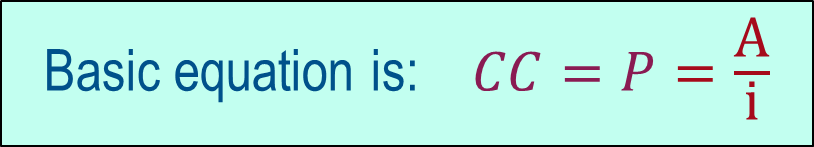 Basic equation is: CC = P = A/i